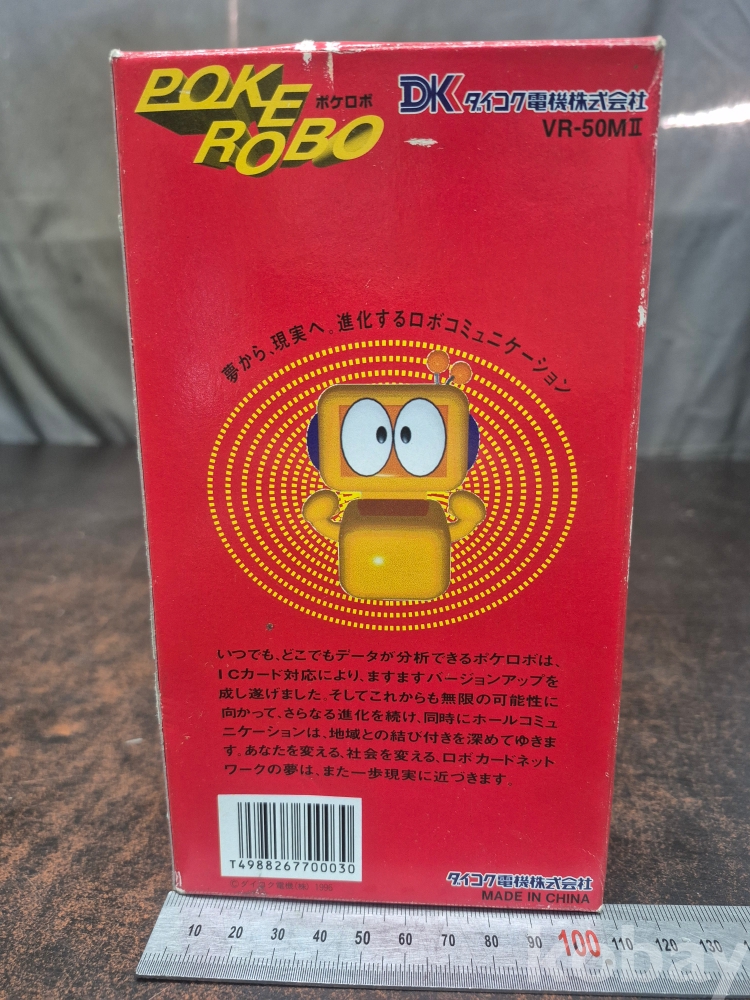 POKE
ROBO
ポケロボ
DK ダイコク電機株式会社
VR-50MⅡ
夢から、現実へ。進化するロボコミュニケーション
いつでも、どこでもデータが分析できるポケロボは、
ICカード対応により、ますますバージョンアップを
成し遂げました。そしてこれからも無限の可能性に
向かって、さらなる進化を続け、同時にホールコミュ
ニケーションは、地域との結び付きを深めてゆきま
す。あなたを変える、社会を変える、ロボカードネット
ワークの夢は、また一歩現実に近づきます。
T4988267700030
©ダイコク電機(株)
ダイコク電機株式会社
MADE IN CHINA
10 20 30 40 50 60 70 80 90 100 110 120 130
kobay